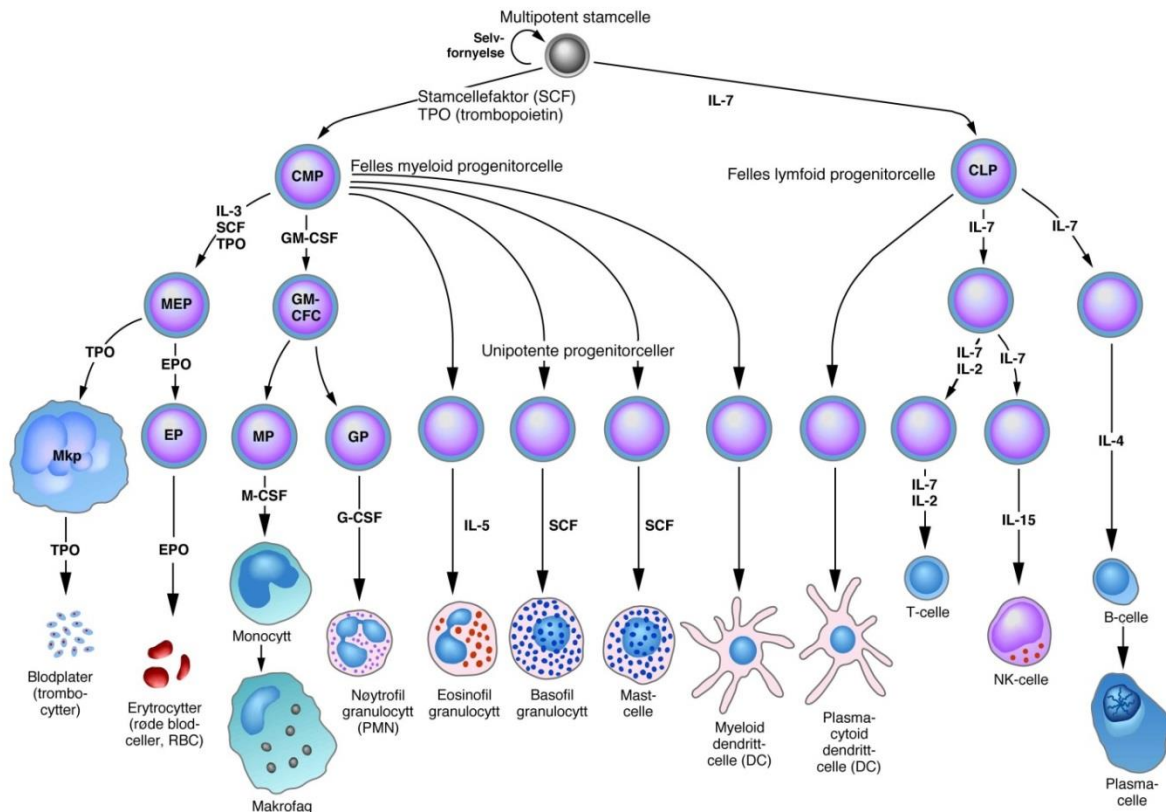 Multipotent stamcelle
Selv-
fornyelse
Stamcellefaktor (SCF)
TPO (trombopoietin)
IL-7
CMP
Felles myeloid progenitorcelle
Felles lymfoid progenitorcelle
CLP
IL-3
SCF
TPO
GM-CSF
IL-7
IL-7
MEP
GM-
CFC
TPO
EPO
Unipotente progenitorceller
IL-7
IL-2
IL-7
Mkp
EP
MP
GP
IL-4
M-CSF
G-CSF
IL-7
IL-2
TPO
EPO
IL-5
SCF
SCF
IL-15
Monocytt
T-celle
B-celle
Blodplater
(trombo-
cytter)
Erytrocytter
(røde blod-
celler, RBC)
Nøytrofil
granulocytt
(PMN)
Eosinofil
granulocytt
Basofil
granulocytt
Mast-
celle
NK-celle
Myeloid
dendritt-
celle (DC)
Plasma-
cytoid
dendritt-
celle (DC)
Makrofag
Plasma-
celle